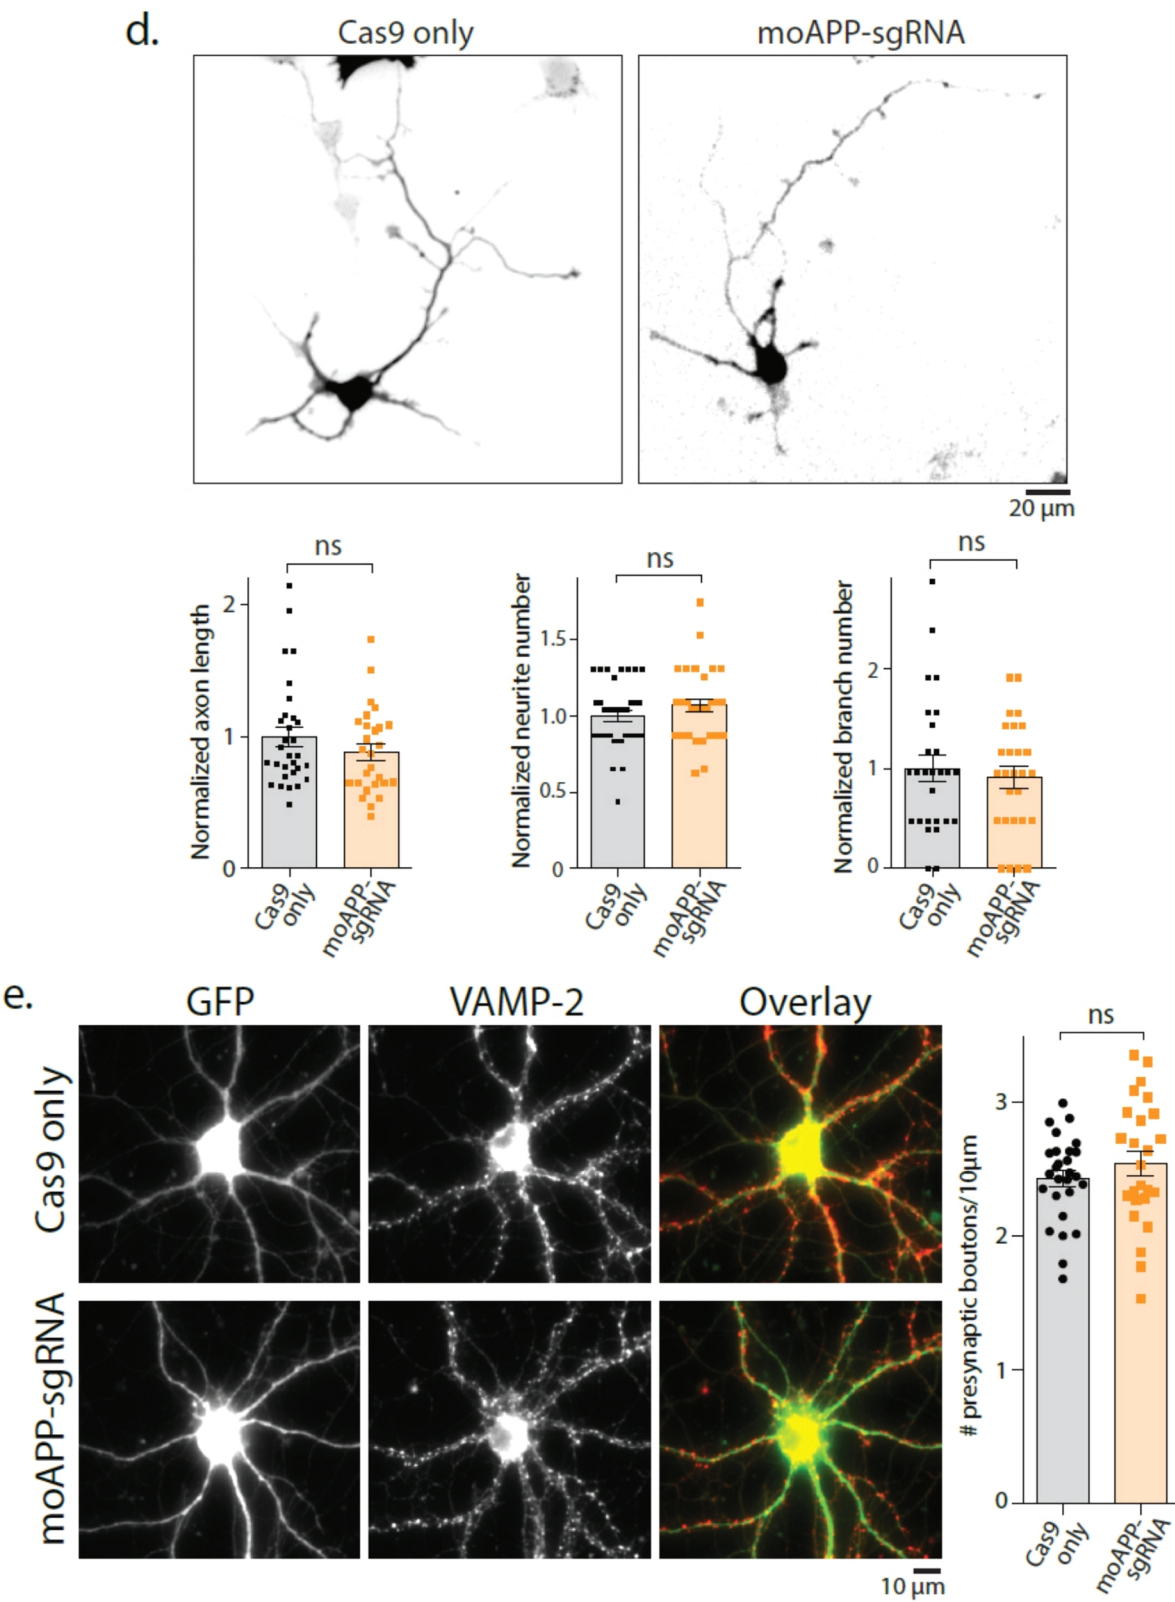 d.
Cas9 only
moAPP-sgRNA
20 µm
ns
Normalized axon length
2
1
0
Cas9
only
moAPP-
sgRNA
ns
Normalized neurite number
1.5
1.0
0.5
0
Cas9
only
moAPP-
sgRNA
ns
Normalized branch number
2
1
0
Cas9
only
moAPP-
sgRNA
e.
GFP
VAMP-2
Overlay
Cas9 only
moAPP-sgRNA
10 µm
ns
# presynaptic boutons/10µm
3
2
1
0
Cas9
only
moAPP-
sgRNA